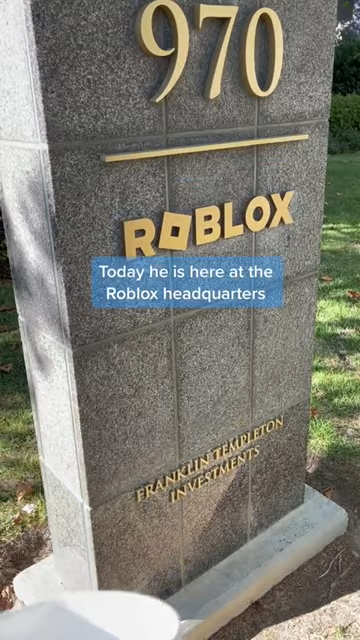 970
ROBLOX
Today he is here at the
Roblox headquarters
FRANKLIN TEMPLETON
INVESTMENTS